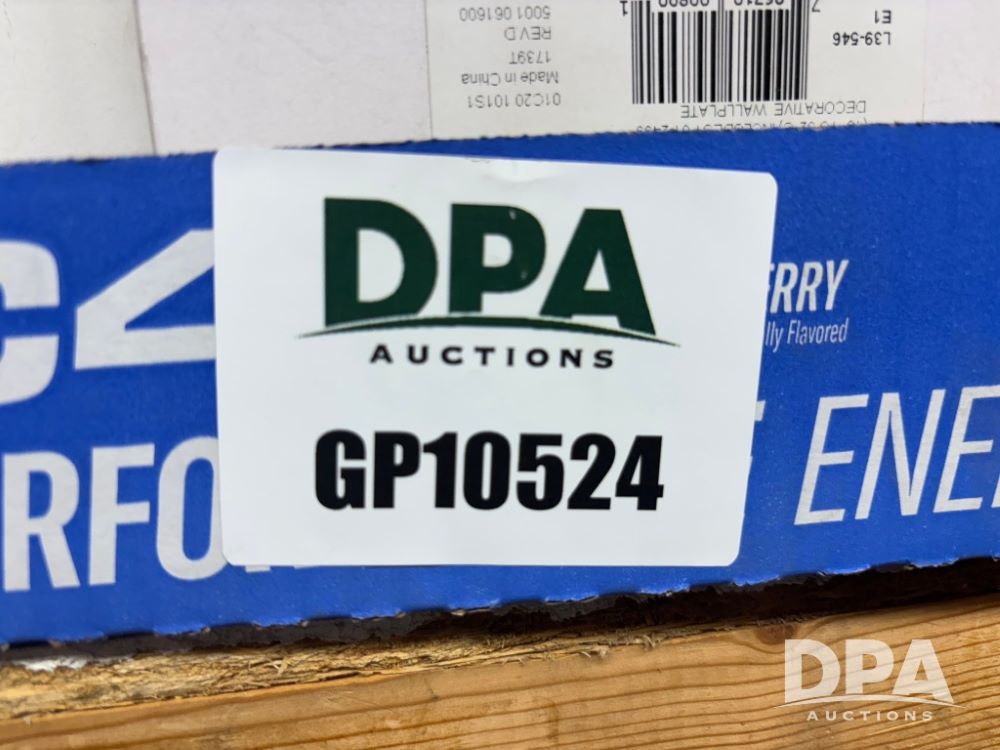 L39-546
E1
DECORATIVE WALLPLATE
01C20 101S1
Made in China
1739T
REV D
5001 061600
C4
ERRY
lly Flavored
RFO
ENE
DPA
AUCTIONS
GP10524
DPA
AUCTIONS